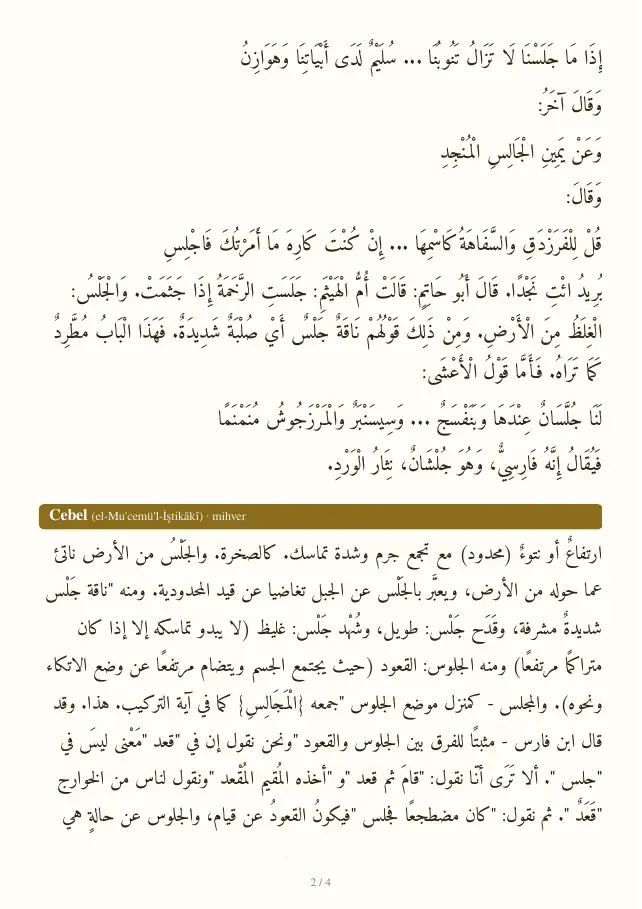 إِذَا مَا جَلَسْنَا لَا تَزَالُ تَنُوبُنَا ... سُلَيْمٌ لَدَى أَبْيَاتِنَا وَهَوَازِنُ
وَقَالَ آخَرُ:
وَعَنْ يَمِينِ الْجَالِسِ الْمُنْجِدِ
وَقَالَ:
قُلْ لِلْفَرَزْدَقِ وَالسَّفَاهَةُ كَاسْمِهَا ... إِنْ كُنْتَ كَارِهَ مَا أَمَرْتُكَ فَاجْلِسِ
يُرِيدُ ائْتِ نَجْدًا. قَالَ أَبُو حَاتِمٍ: قَالَتْ أُمُّ الْهَيْثَمِ: جَلَسَتِ الرَّخَمَةُ إِذَا جَثَمَتْ. وَالْجَلْسُ:
الْغِلَظُ مِنَ الْأَرْضِ. وَمِنْ ذَلِكَ قَوْلُهُمْ نَاقَةٌ جَلْسٌ أَيْ صُلْبَةٌ شَدِيدَةٌ. فَهَذَا الْبَابُ مُطَّرِدٌ
كَمَا تَرَاهُ. فَأَمَّا قَوْلُ الْأَعْشَى:
لَنَا جُلَّسَانٌ عِنْدَهَا وَبَنَفْسَجٌ ... وَسِيسَنْبَرٌ وَالْمَرْزَجُوشُ مُنَمْنَمًا
فَيُقَالُ إِنَّهُ فَارِسِيٌّ، وَهُوَ جُلْشَانُ، نِثَارُ الْوَرْدِ.
Cebel (el-Mu'cemü'l-İştikâkî) · mihver
ارتفاعٌ أو نتوءٌ (محدود) مع تجمع جرم وشدة تماسك. كالصخرة. والجَلْسُ من الأرض ناتئ
عما حوله من الأرض، ويعبَّر بالجَلْس عن الجبل تغاضيا عن قيد المحدودية. ومنه "ناقة جَلْس
شديدةٌ مشرفة، وقَدَح جَلْس: طويل، وشُهْد جَلْس: غليظ (لا يبدو تماسكه إلا إذا كان
متراكمًا مرتفعًا) ومنه الجلوس: القعود (حيث يجتمع الجسم ويتضام مرتفعًا عن وضع الاتكاء
ونحوه). والمجلس - كمنزل موضع الجلوس "جمعه {الْمَجَالِسِ} كما في آية التركيب. هذا. وقد
قال ابن فارس - مثبتًا للفرق بين الجلوس والقعود "ونحن نقول إن في "قعد "مَعْنى ليسَ في
"جلس ". ألا تَرَى أنّا نقول: "قامَ ثم قعد "و "أخذه المُقيم المُقْعد "ونقول لناس من الخوارج
"قَعَدٌ ". ثم نقول: "كان مضطجعًا فجلس "فيكونُ القعودُ عن قيام، والجلوس عن حالةٍ هي
2 / 4